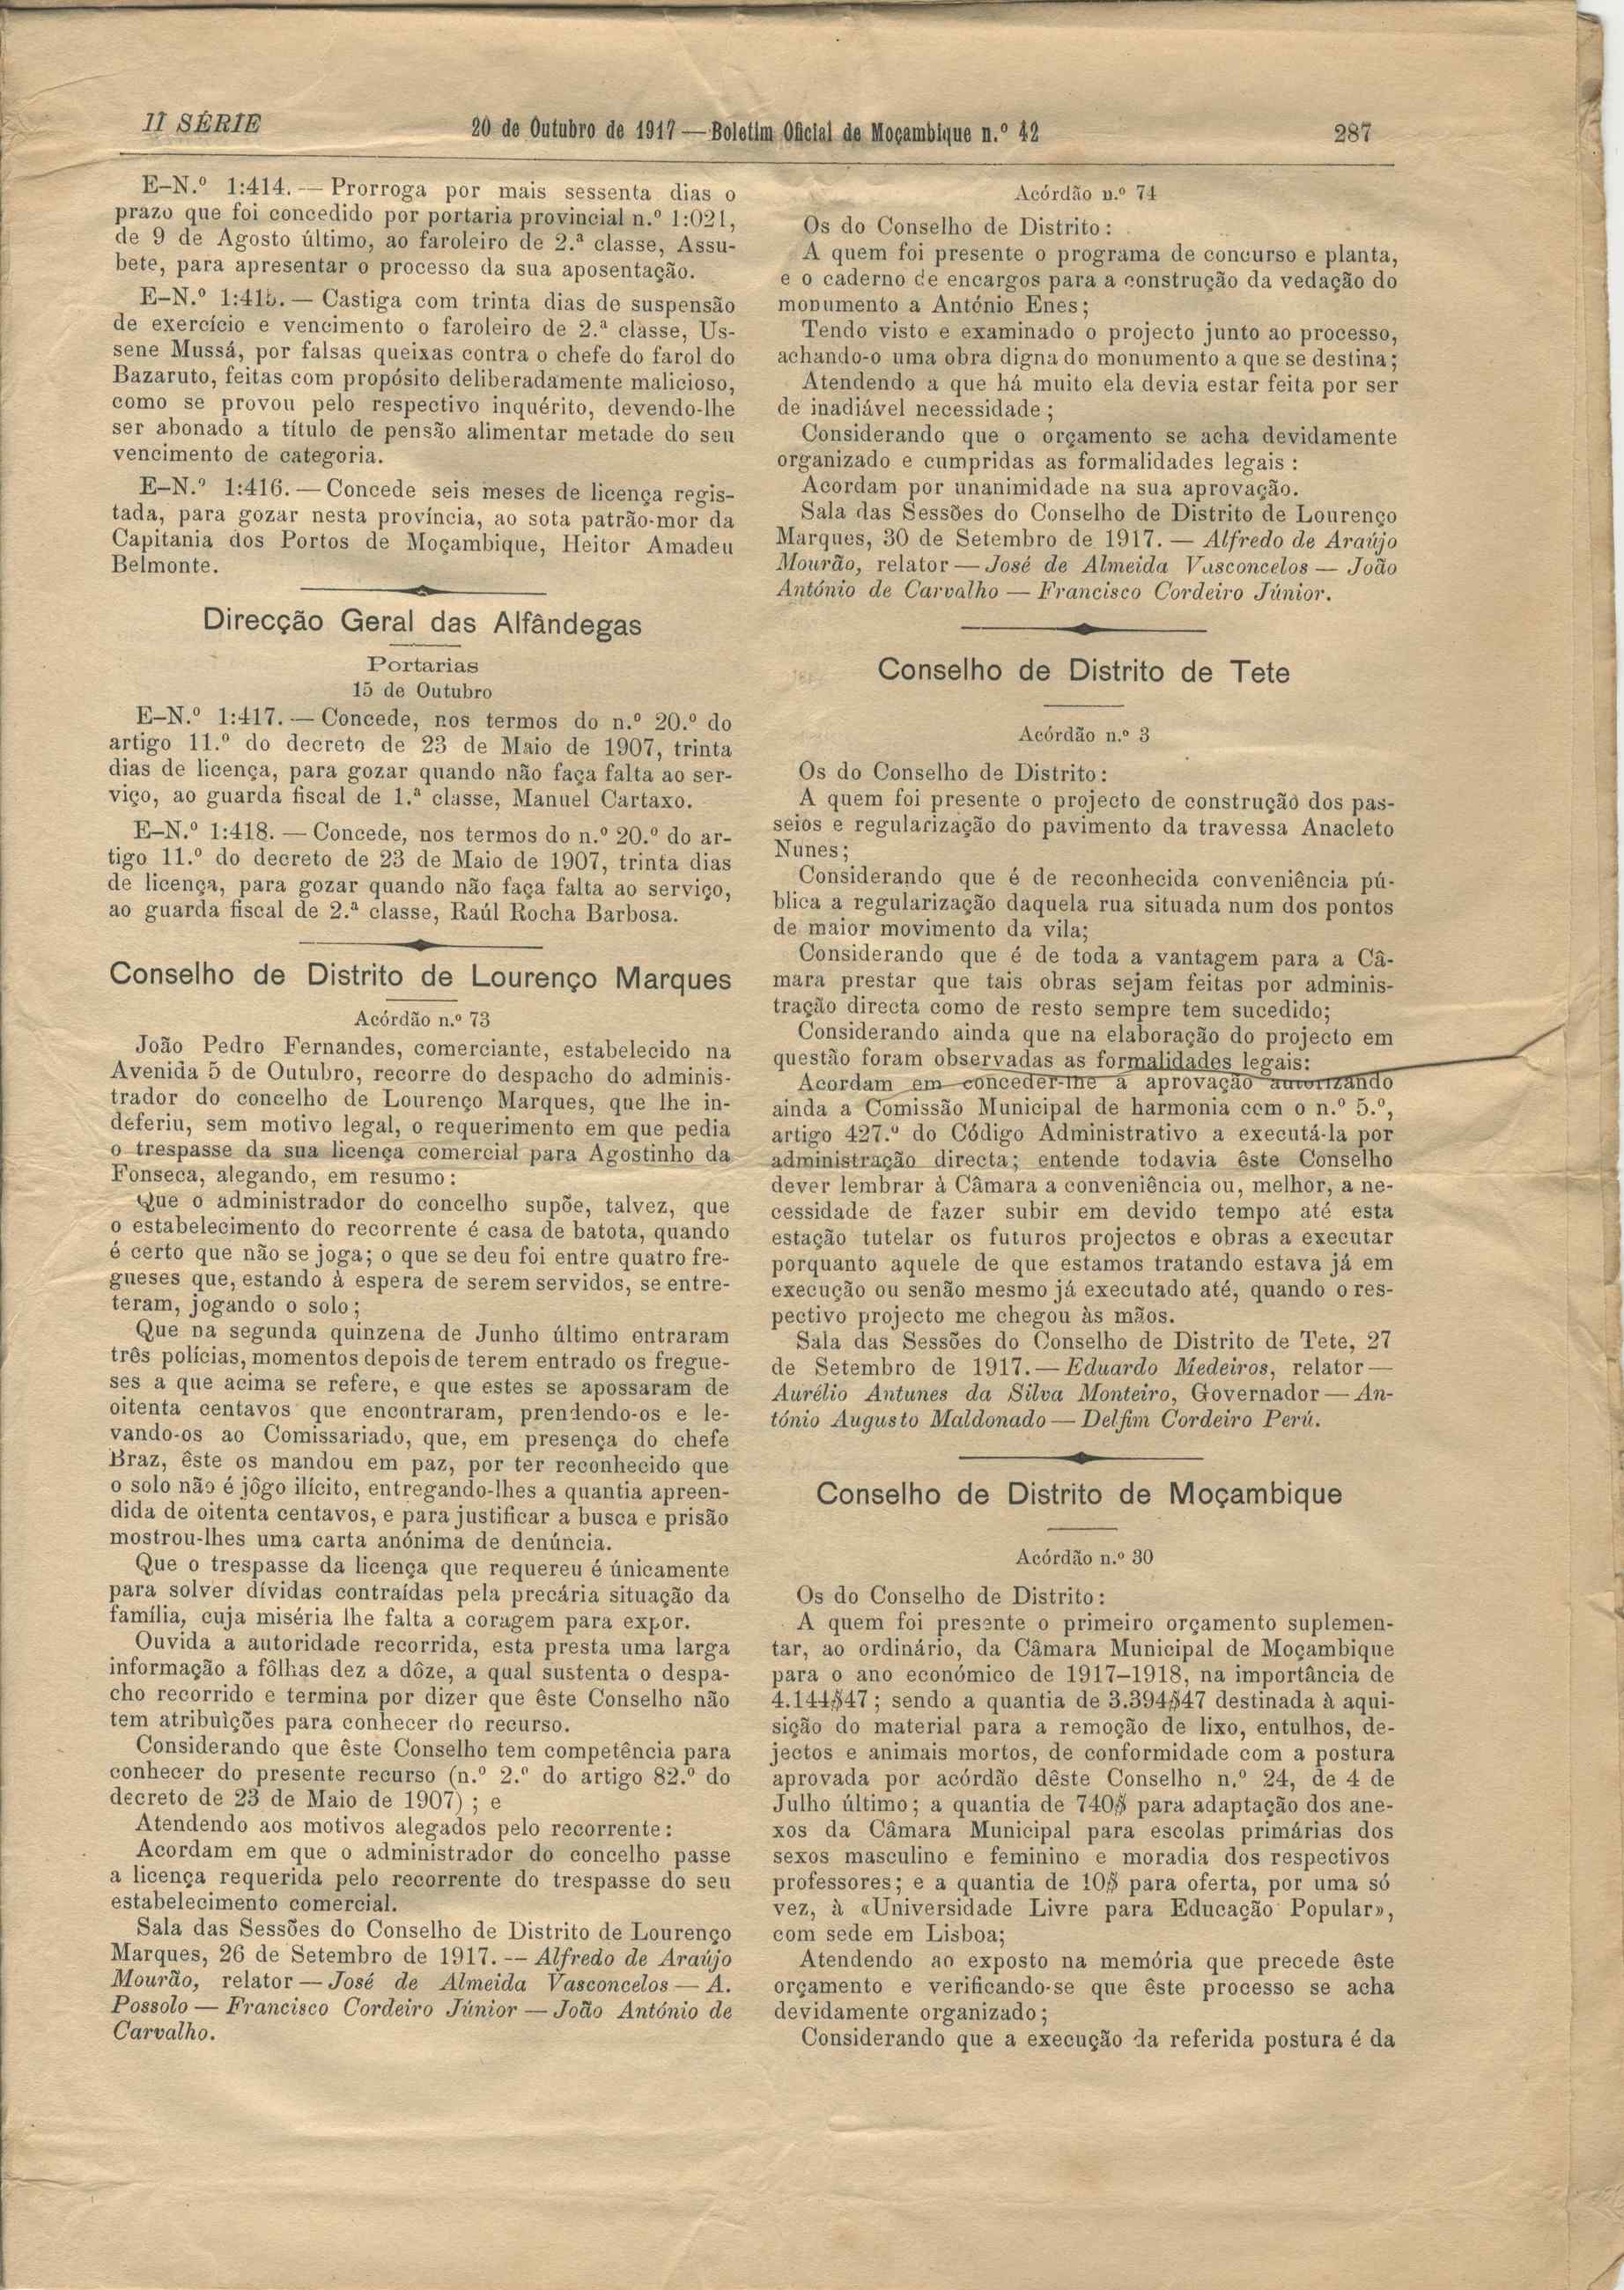 II SÉRIE
20 de Outubro de 1917 — Boletim Oficial de Moçambique n.º 42
287
E–N.º 1:414. — Prorroga por mais sessenta dias o
prazo que foi concedido por portaria provincial n.º 1:021,
de 9 de Agosto último, ao faroleiro de 2.ª classe, Assu-
bete, para apresentar o processo da sua aposentação.
E–N.º 1:415. — Castiga com trinta dias de suspensão
de exercício e vencimento o faroleiro de 2.ª classe, Us-
sene Mussá, por falsas queixas contra o chefe do farol do
Bazaruto, feitas com propósito deliberadamente malicioso,
como se provou pelo respectivo inquérito, devendo-lhe
ser abonado a título de pensão alimentar metade do seu
vencimento de categoria.
E–N.º 1:416. — Concede seis meses de licença regis-
tada, para gozar nesta província, ao sota patrão-mor da
Capitania dos Portos de Moçambique, Heitor Amadeu
Belmonte.
Direcção Geral das Alfândegas
Portarias
15 de Outubro
E–N.º 1:417. — Concede, nos termos do n.º 20.º do
artigo 11.º do decreto de 23 de Maio de 1907, trinta
dias de licença, para gozar quando não faça falta ao ser-
viço, ao guarda fiscal de 1.ª classe, Manuel Cartaxo.
E–N.º 1:418. — Concede, nos termos do n.º 20.º do ar-
tigo 11.º do decreto de 23 de Maio de 1907, trinta dias
de licença, para gozar quando não faça falta ao serviço,
ao guarda fiscal de 2.ª classe, Raúl Rocha Barbosa.
Conselho de Distrito de Lourenço Marques
Acórdão n.º 73
João Pedro Fernandes, comerciante, estabelecido na
Avenida 5 de Outubro, recorre do despacho do adminis-
trador do concelho de Lourenço Marques, que lhe in-
deferiu, sem motivo legal, o requerimento em que pedia
o trespasse da sua licença comercial para Agostinho da
Fonseca, alegando, em resumo:
Que o administrador do concelho supõe, talvez, que
o estabelecimento do recorrente é casa de batota, quando
é certo que não se joga; o que se deu foi entre quatro fre-
gueses que, estando à espera de serem servidos, se entre-
teram, jogando o solo;
Que na segunda quinzena de Junho último entraram
três polícias, momentos depois de terem entrado os fregue-
ses a que acima se refere, e que estes se apossaram de
oitenta centavos que encontraram, prendendo-os e le-
vando-os ao Comissariado, que, em presença do chefe
Braz, êste os mandou em paz, por ter reconhecido que
o solo não é jôgo ilícito, entregando-lhes a quantia apreen-
dida de oitenta centavos, e para justificar a busca e prisão
mostrou-lhes uma carta anónima de denúncia.
Que o trespasse da licença que requereu é únicamente
para solver dívidas contraídas pela precária situação da
família, cuja miséria lhe falta a coragem para expor.
Ouvida a autoridade recorrida, esta presta uma larga
informação a fôlhas dez a dôze, a qual sustenta o despa-
cho recorrido e termina por dizer que êste Conselho não
tem atribuìções para conhecer do recurso.
Considerando que êste Conselho tem competência para
conhecer do presente recurso (n.º 2.º do artigo 82.º do
decreto de 23 de Maio de 1907) ; e
Atendendo aos motivos alegados pelo recorrente:
Acordam em que o administrador do concelho passe
a licença requerida pelo recorrente do trespasse do seu
estabelecimento comercial.
Sala das Sessões do Conselho de Distrito de Lourenço
Marques, 26 de Setembro de 1917. — Alfredo de Araújo
Mourão, relator — José de Almeida Vasconcelos — A.
Possolo — Francisco Cordeiro Júnior — João António de
Carvalho.
Acórdão n.º 74
Os do Conselho de Distrito:
A quem foi presente o programa de concurso e planta,
e o caderno de encargos para a construção da vedação do
monumento a António Enes;
Tendo visto e examinado o projecto junto ao processo,
achando-o uma obra digna do monumento a que se destina;
Atendendo a que há muito ela devia estar feita por ser
de inadiável necessidade ;
Considerando que o orçamento se acha devidamente
organizado e cumpridas as formalidades legais :
Acordam por unanimidade na sua aprovação.
Sala das Sessões do Conselho de Distrito de Lourenço
Marques, 30 de Setembro de 1917. — Alfredo de Araújo
Mourão, relator — José de Almeida Vasconcelos — João
António de Carvalho — Francisco Cordeiro Júnior.
Conselho de Distrito de Tete
Acórdão n.º 3
Os do Conselho de Distrito:
A quem foi presente o projecto de construção dos pas-
seios e regularização do pavimento da travessa Anacleto
Nunes;
Considerando que é de reconhecida conveniência pú-
blica a regularização daquela rua situada num dos pontos
de maior movimento da vila;
Considerando que é de toda a vantagem para a Câ-
mara prestar que tais obras sejam feitas por adminis-
tração directa como de resto sempre tem sucedido;
Considerando ainda que na elaboração do projecto em
questão foram observadas as formalidades legais:
Acordam em conceder-lhe a aprovação autorizando
ainda a Comissão Municipal de harmonia com o n.º 5.º,
artigo 427.º do Código Administrativo a executá-la por
administração directa; entende todavia êste Conselho
dever lembrar à Câmara a conveniência ou, melhor, a ne-
cessidade de fazer subir em devido tempo até esta
estação tutelar os futuros projectos e obras a executar
porquanto aquele de que estamos tratando estava já em
execução ou senão mesmo já executado até, quando o res-
pectivo projecto me chegou às mãos.
Sala das Sessões do Conselho de Distrito de Tete, 27
de Setembro de 1917. — Eduardo Medeiros, relator —
Aurélio Antunes da Silva Monteiro, Governador — An-
tónio Augusto Maldonado — Delfim Cordeiro Perú.
Conselho de Distrito de Moçambique
Acórdão n.º 30
Os do Conselho de Distrito:
A quem foi presente o primeiro orçamento suplemen-
tar, ao ordinário, da Câmara Municipal de Moçambique
para o ano económico de 1917–1918, na importância de
4.144$47 ; sendo a quantia de 3.394$47 destinada à aqui-
sição do material para a remoção de lixo, entulhos, de-
jectos e animais mortos, de conformidade com a postura
aprovada por acórdão dêste Conselho n.º 24, de 4 de
Julho último; a quantia de 740$ para adaptação dos ane-
xos da Câmara Municipal para escolas primárias dos
sexos masculino e feminino e moradia dos respectivos
professores; e a quantia de 10$ para oferta, por uma só
vez, à «Universidade Livre para Educação Popular»,
com sede em Lisboa;
Atendendo ao exposto na memória que precede êste
orçamento e verificando-se que êste processo se acha
devidamente organizado;
Considerando que a execução da referida postura é da